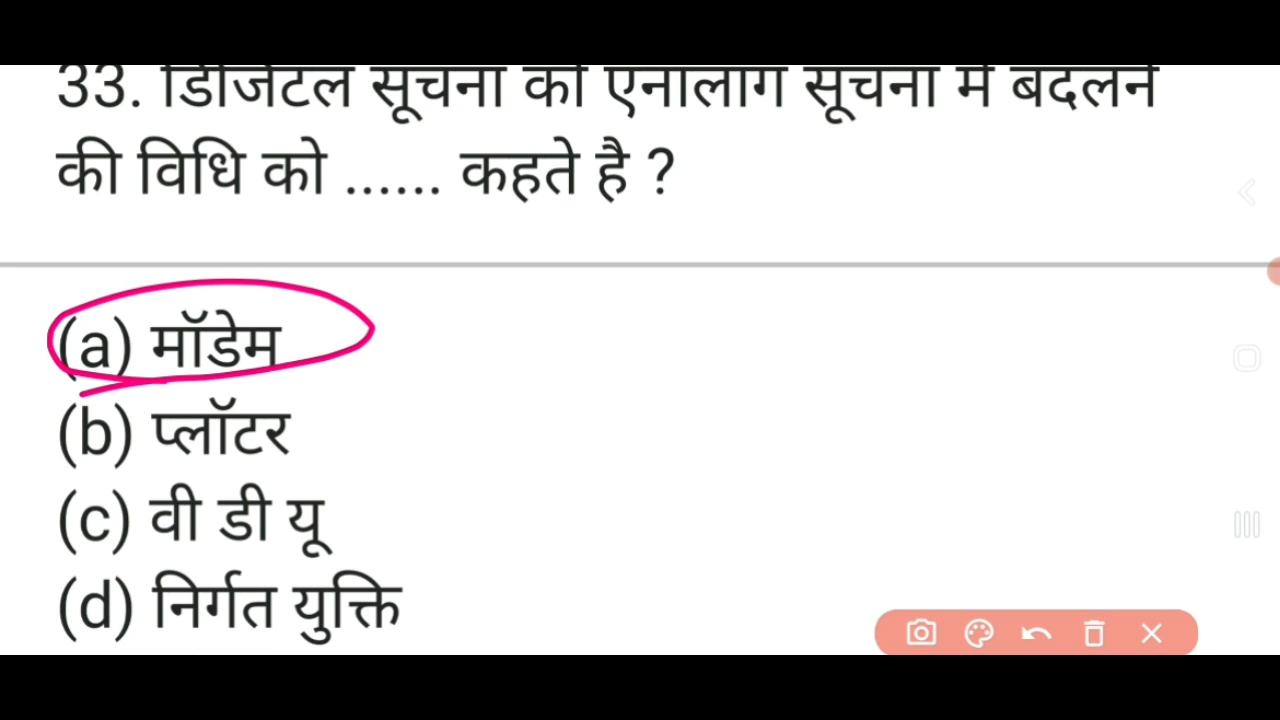 33. डिजिटल सूचना को एनालाग सूचना में बदलने
की विधि को ...... कहते है ?
(a) मॉडेम
(b) प्लॉटर
(c) वी डी यू
(d) निर्गत युक्ति